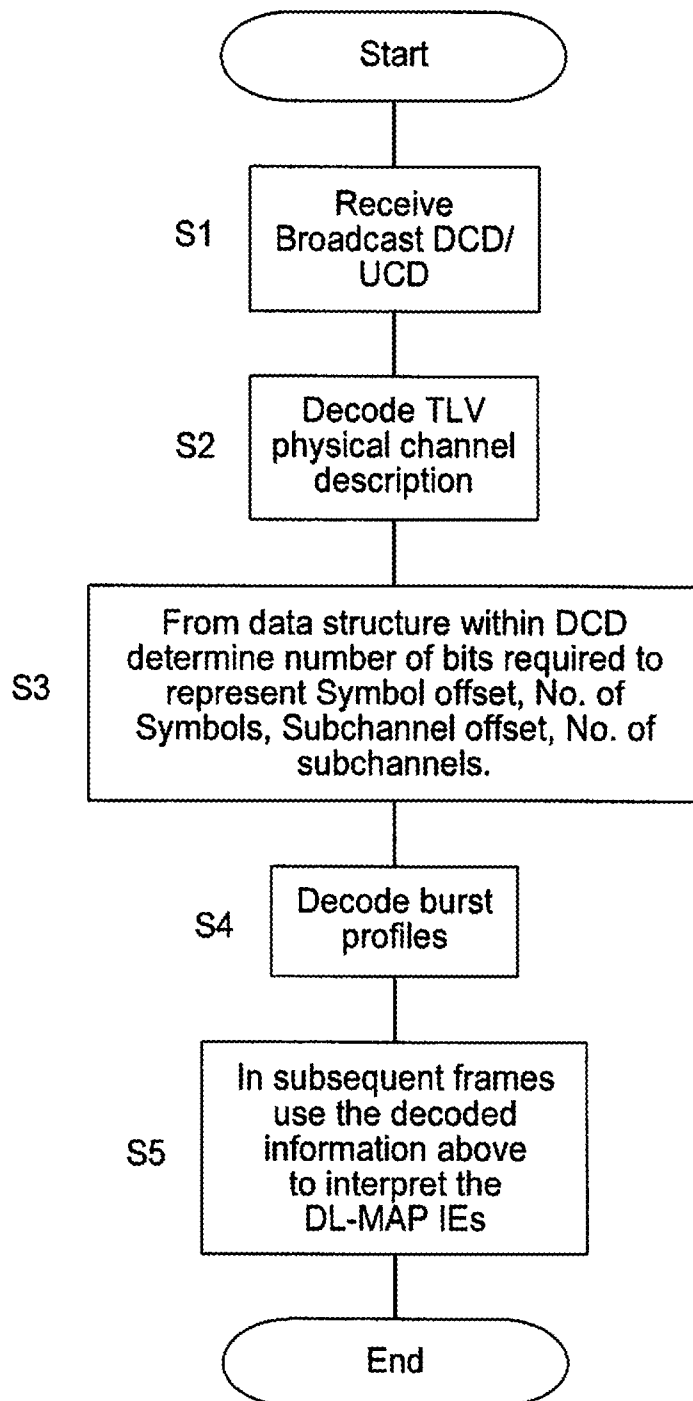 Start
S1
Receive
Broadcast DCD/
UCD
S2
Decode TLV
physical channel
description
S3
From data structure within DCD
determine number of bits required to
represent Symbol offset, No. of
Symbols, Subchannel offset, No. of
subchannels.
S4
Decode burst
profiles
S5
In subsequent frames
use the decoded
information above
to interpret the
DL-MAP IEs
End